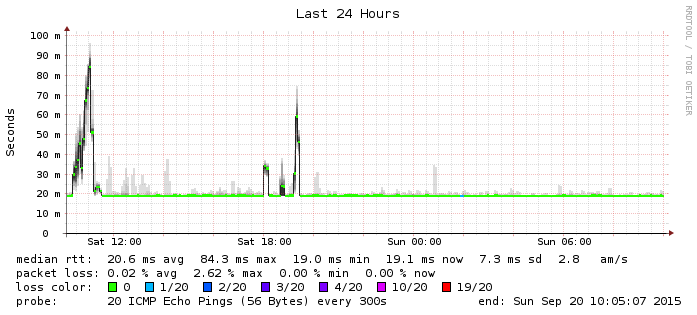 Last 24 Hours
RRDTOOL / TOBI OETIKER
Seconds
100 m
90 m
80 m
70 m
60 m
50 m
40 m
30 m
20 m
10 m
0
Sat 12:00 Sat 18:00 Sun 00:00 Sun 06:00
median rtt: 20.6 ms avg 84.3 ms max 19.0 ms min 19.1 ms now 7.3 ms sd 2.8 am/s
packet loss: 0.02 % avg 2.62 % max 0.00 % min 0.00 % now
loss color: 0 1/20 2/20 3/20 4/20 10/20 19/20
probe: 20 ICMP Echo Pings (56 Bytes) every 300s end: Sun Sep 20 10:05:07 2015